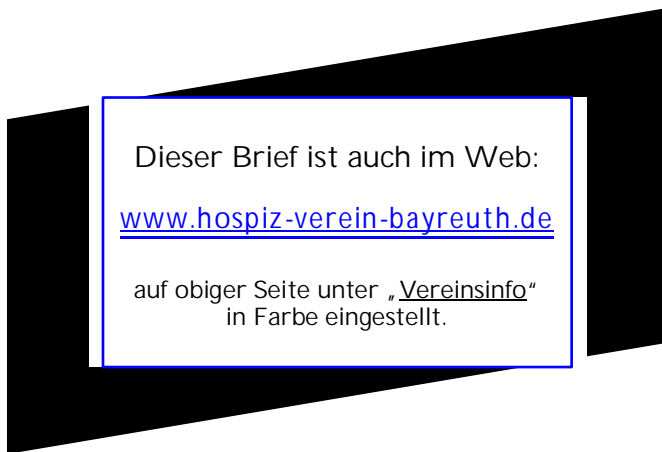 Dieser Brief ist auch im Web:
www.hospiz-verein-bayreuth.de
auf obiger Seite unter „Vereinsinfo“
in Farbe eingestellt.